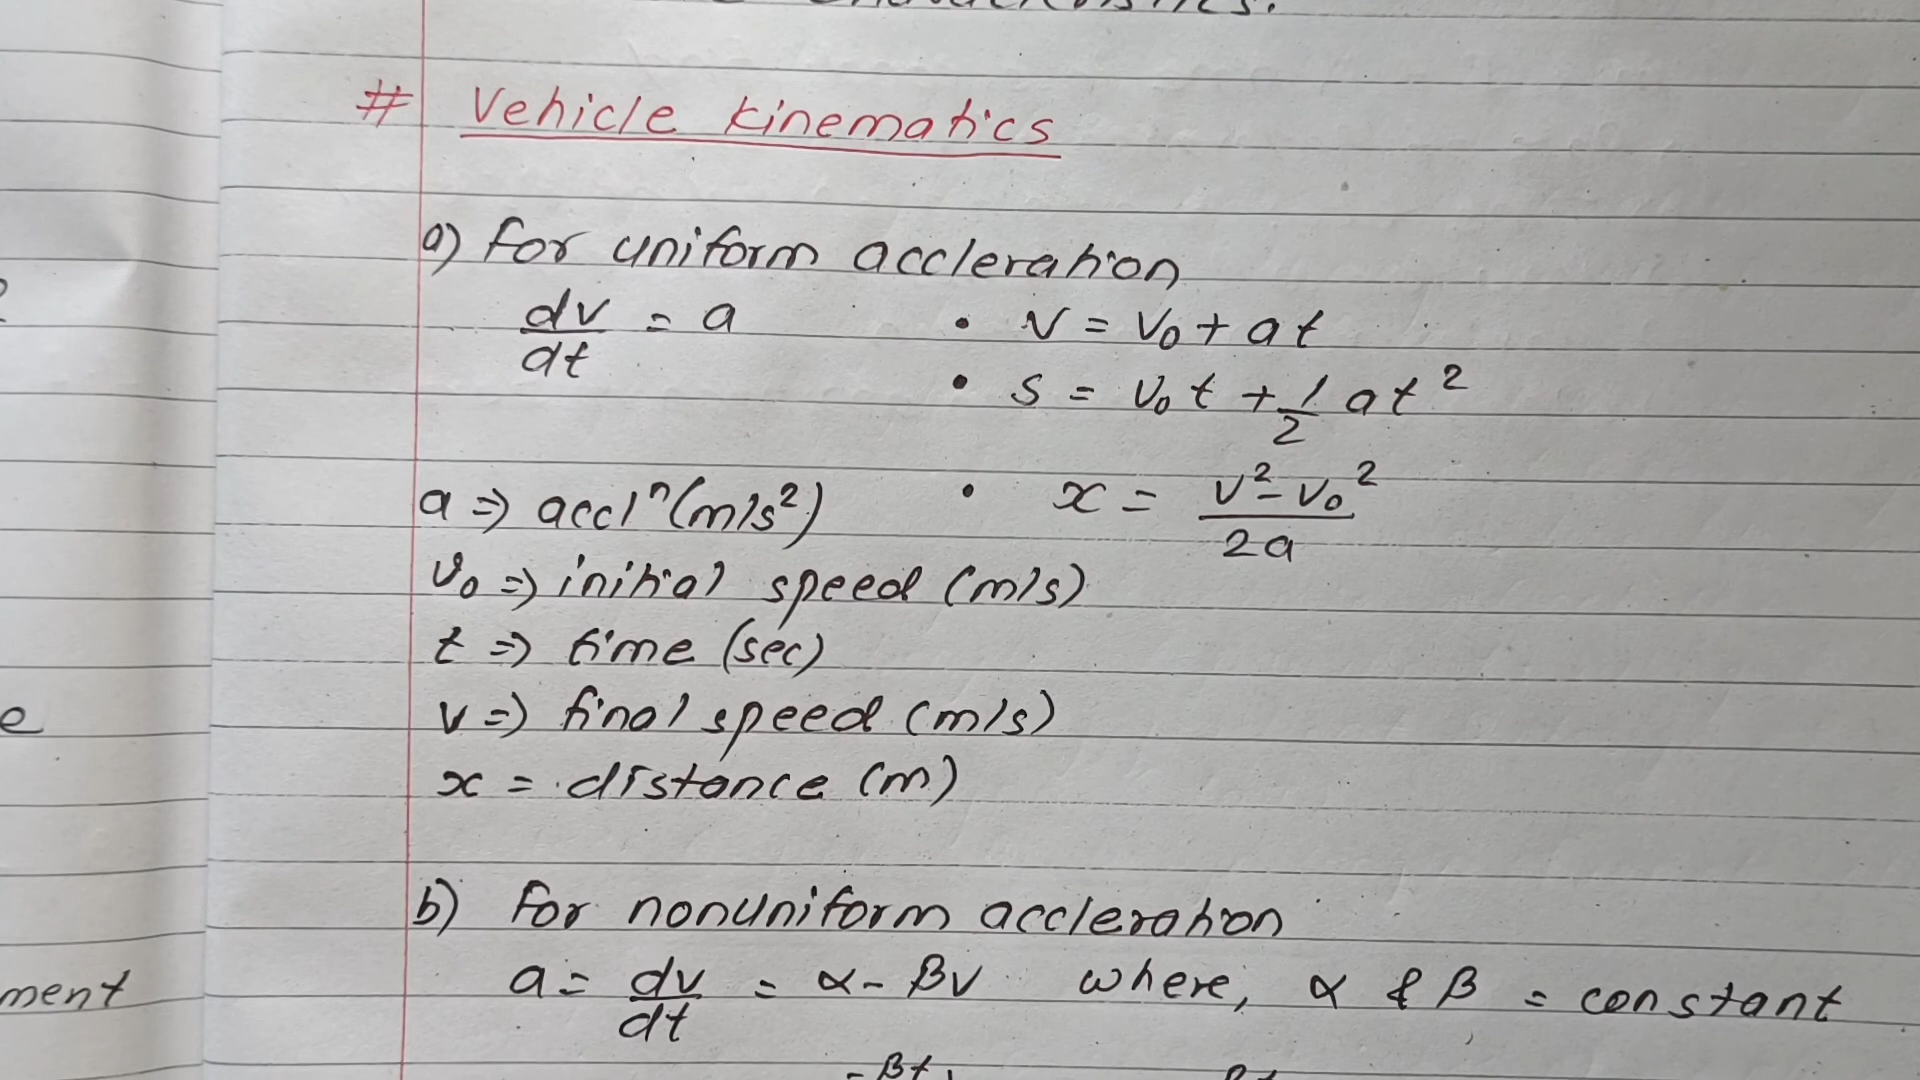 # Vehicle kinematics
a) For uniform accleration
dv/dt = a • v = v₀ + at
• s = v₀t + 1/2 at²
a => accl^n (m/s²) • x = (v² - v₀²)/2a
v₀ => initial speed (m/s)
t => time (sec)
v => final speed (m/s)
x = distance (m)
b) For nonuniform accleration
a = dv/dt = α - βv where, α & β = constant
e
ment